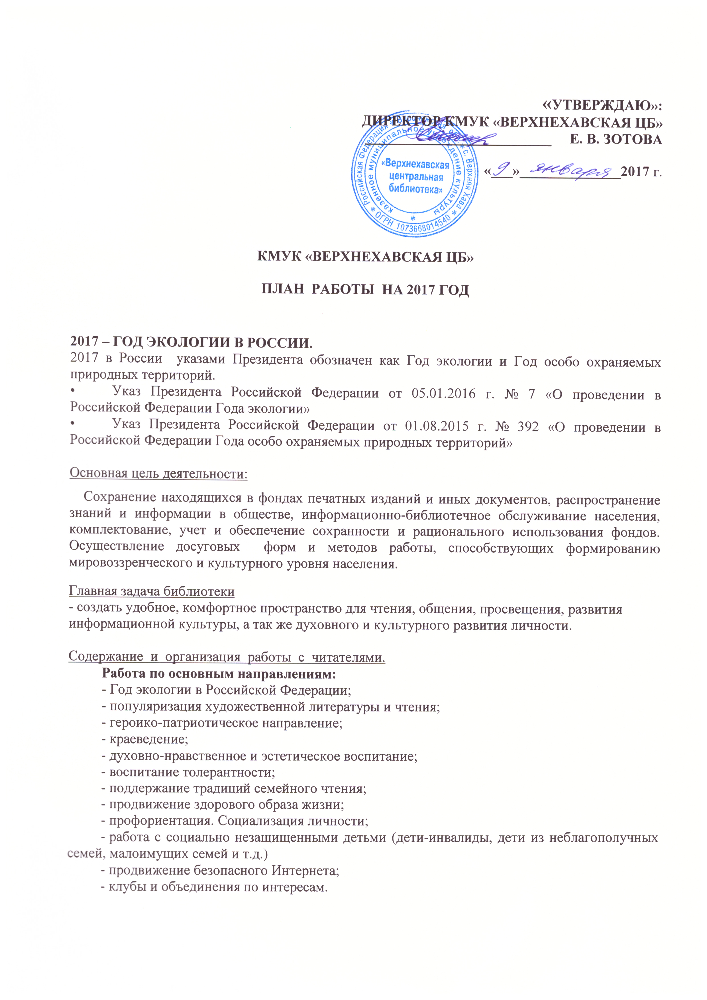 «УТВЕРЖДАЮ»:
ДИРЕКТОР КМУК «ВЕРХНЕХАВСКАЯ ЦБ»
Е. В. ЗОТОВА
«9» января 2017 г.
Российская Федерация * Воронежская обл. * с. Верхняя Хава * ОГРН 1073668014540 *
казенное муниципальное учреждение культуры *
«Верхнехавская
центральная
библиотека»
КМУК «ВЕРХНЕХАВСКАЯ ЦБ»
ПЛАН РАБОТЫ НА 2017 ГОД
2017 – ГОД ЭКОЛОГИИ В РОССИИ.
2017 в России указами Президента обозначен как Год экологии и Год особо охраняемых
природных территорий.
• Указ Президента Российской Федерации от 05.01.2016 г. № 7 «О проведении в
Российской Федерации Года экологии»
• Указ Президента Российской Федерации от 01.08.2015 г. № 392 «О проведении в
Российской Федерации Года особо охраняемых природных территорий»
Основная цель деятельности:
Сохранение находящихся в фондах печатных изданий и иных документов, распространение
знаний и информации в обществе, информационно-библиотечное обслуживание населения,
комплектование, учет и обеспечение сохранности и рационального использования фондов.
Осуществление досуговых форм и методов работы, способствующих формированию
мировоззренческого и культурного уровня населения.
Главная задача библиотеки
- создать удобное, комфортное пространство для чтения, общения, просвещения, развития
информационной культуры, а так же духовного и культурного развития личности.
Содержание и организация работы с читателями.
Работа по основным направлениям:
- Год экологии в Российской Федерации;
- популяризация художественной литературы и чтения;
- героико-патриотическое направление;
- краеведение;
- духовно-нравственное и эстетическое воспитание;
- воспитание толерантности;
- поддержание традиций семейного чтения;
- продвижение здорового образа жизни;
- профориентация. Социализация личности;
- работа с социально незащищенными детьми (дети-инвалиды, дети из неблагополучных
семей, малоимущих семей и т.д.)
- продвижение безопасного Интернета;
- клубы и объединения по интересам.